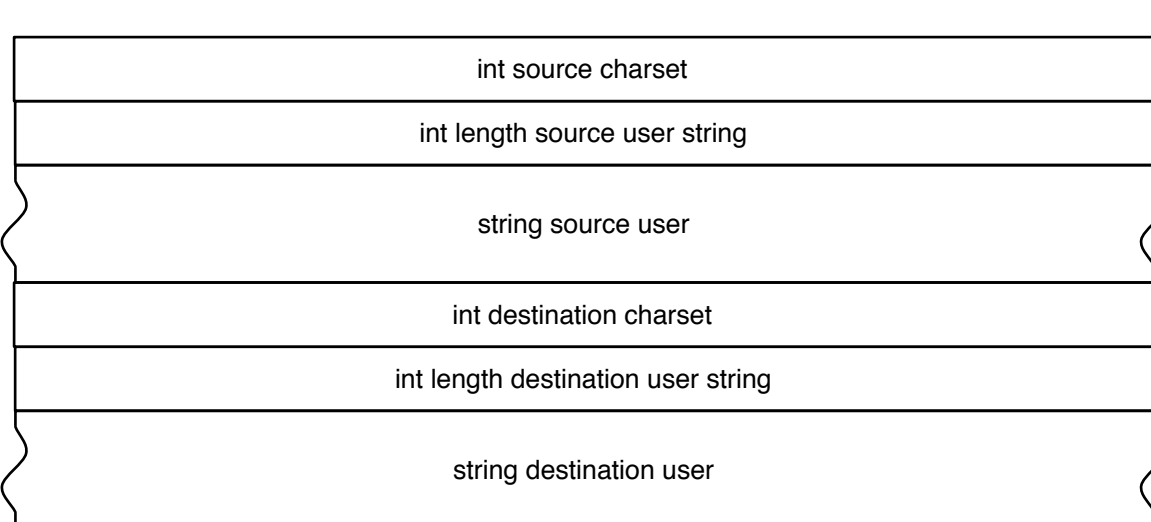 int source charset
int length source user string
string source user
int destination charset
int length destination user string
string destination user